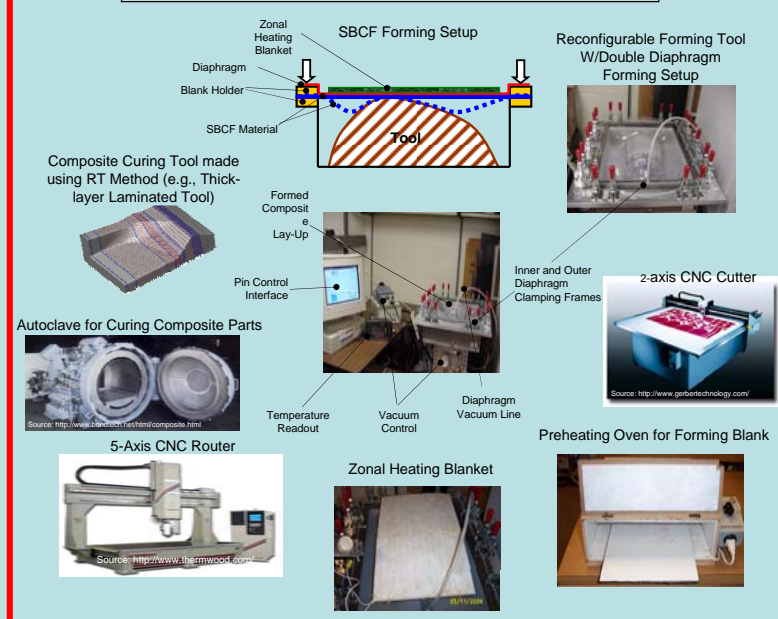 SBCF Forming Setup
Zonal
Heating
Blanket
Diaphragm
Blank Holder
SBCF Material
Tool
Reconfigurable Forming Tool
W/Double Diaphragm
Forming Setup
Composite Curing Tool made
using RT Method (e.g., Thick-
layer Laminated Tool)
Formed
Composit
e
Lay-Up
Pin Control
Interface
Inner and Outer
Diaphragm
Clamping Frames
2-axis CNC Cutter
Source: http://www.gerbertechnology.com/
Autoclave for Curing Composite Parts
Source: http://www.bondtech.net/html/composite.html
Temperature
Readout
Vacuum
Control
Diaphragm
Vacuum Line
5-Axis CNC Router
Source: http://www.thermwood.com/
Zonal Heating Blanket
05/11/2004
Preheating Oven for Forming Blank